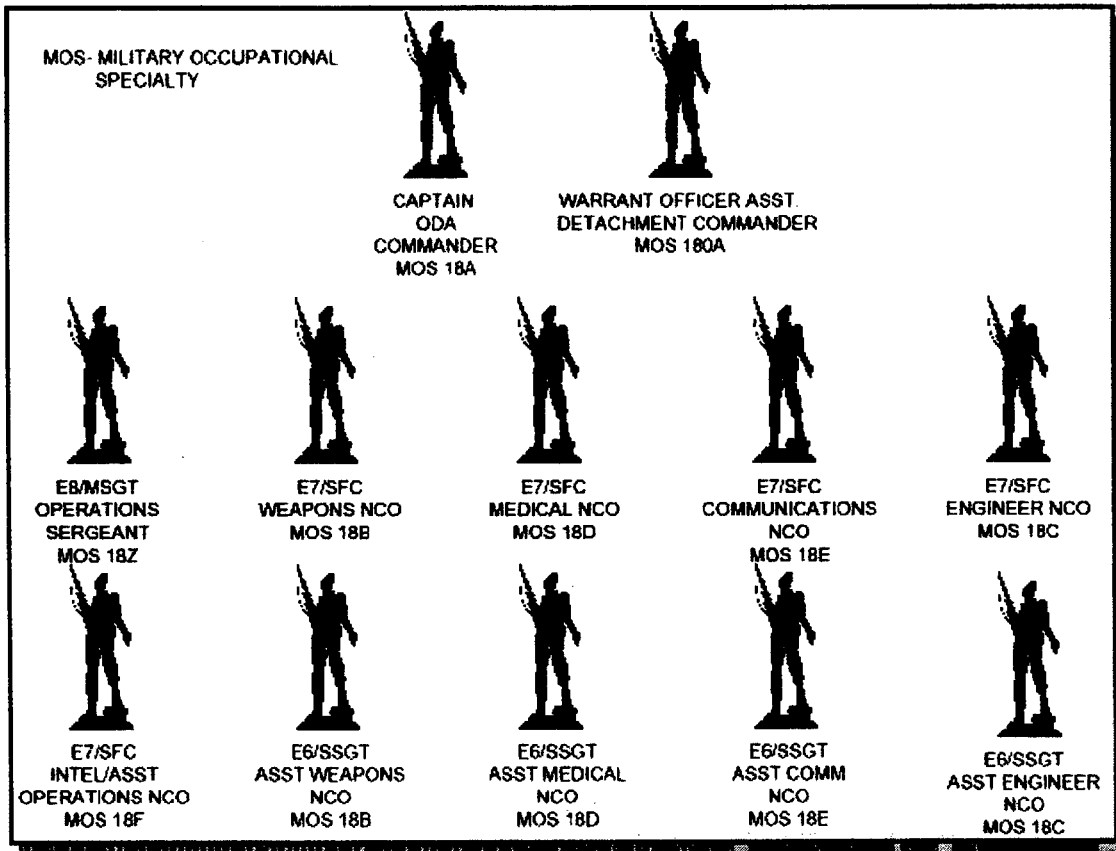 MOS- MILITARY OCCUPATIONAL
SPECIALTY
CAPTAIN
ODA
COMMANDER
MOS 18A
WARRANT OFFICER ASST.
DETACHMENT COMMANDER
MOS 180A
E8/MSGT
OPERATIONS
SERGEANT
MOS 18Z
E7/SFC
WEAPONS NCO
MOS 18B
E7/SFC
MEDICAL NCO
MOS 18D
E7/SFC
COMMUNICATIONS
NCO
MOS 18E
E7/SFC
ENGINEER NCO
MOS 18C
E7/SFC
INTEL/ASST
OPERATIONS NCO
MOS 18F
E6/SSGT
ASST WEAPONS
NCO
MOS 18B
E6/SSGT
ASST MEDICAL
NCO
MOS 18D
E6/SSGT
ASST COMM
NCO
MOS 18E
E6/SSGT
ASST ENGINEER
NCO
MOS 18C